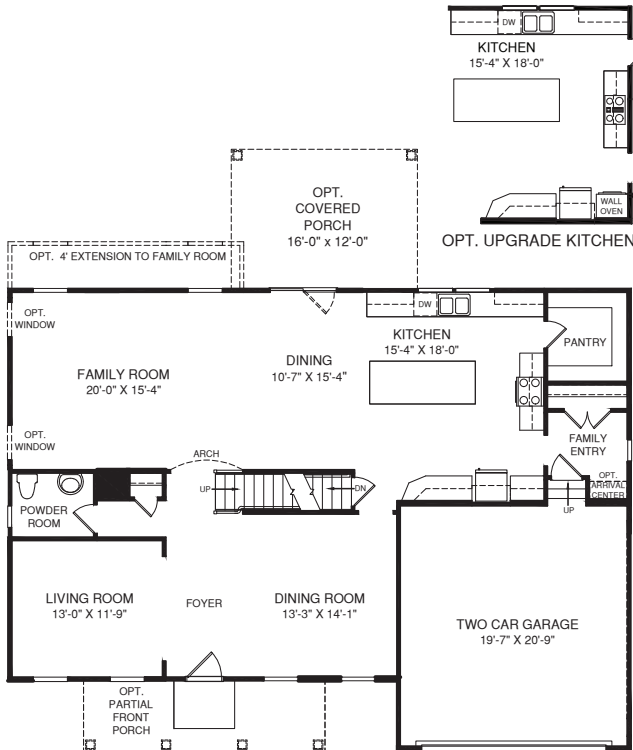 DW
KITCHEN
15'-4" X 18'-0"
WALL
OVEN
OPT. UPGRADE KITCHEN
OPT.
COVERED
PORCH
16'-0" x 12'-0"
OPT. 4' EXTENSION TO FAMILY ROOM
OPT.
WINDOW
FAMILY ROOM
20'-0" X 15'-4"
DINING
10'-7" X 15'-4"
DW
KITCHEN
15'-4" X 18'-0"
PANTRY
OPT.
WINDOW
ARCH
FAMILY
ENTRY
OPT.
ARRIVAL
CENTER
UP
UP
DN
POWDER
ROOM
LIVING ROOM
13'-0" X 11'-9"
FOYER
DINING ROOM
13'-3" X 14'-1"
TWO CAR GARAGE
19'-7" X 20'-9"
OPT.
PARTIAL
FRONT
PORCH